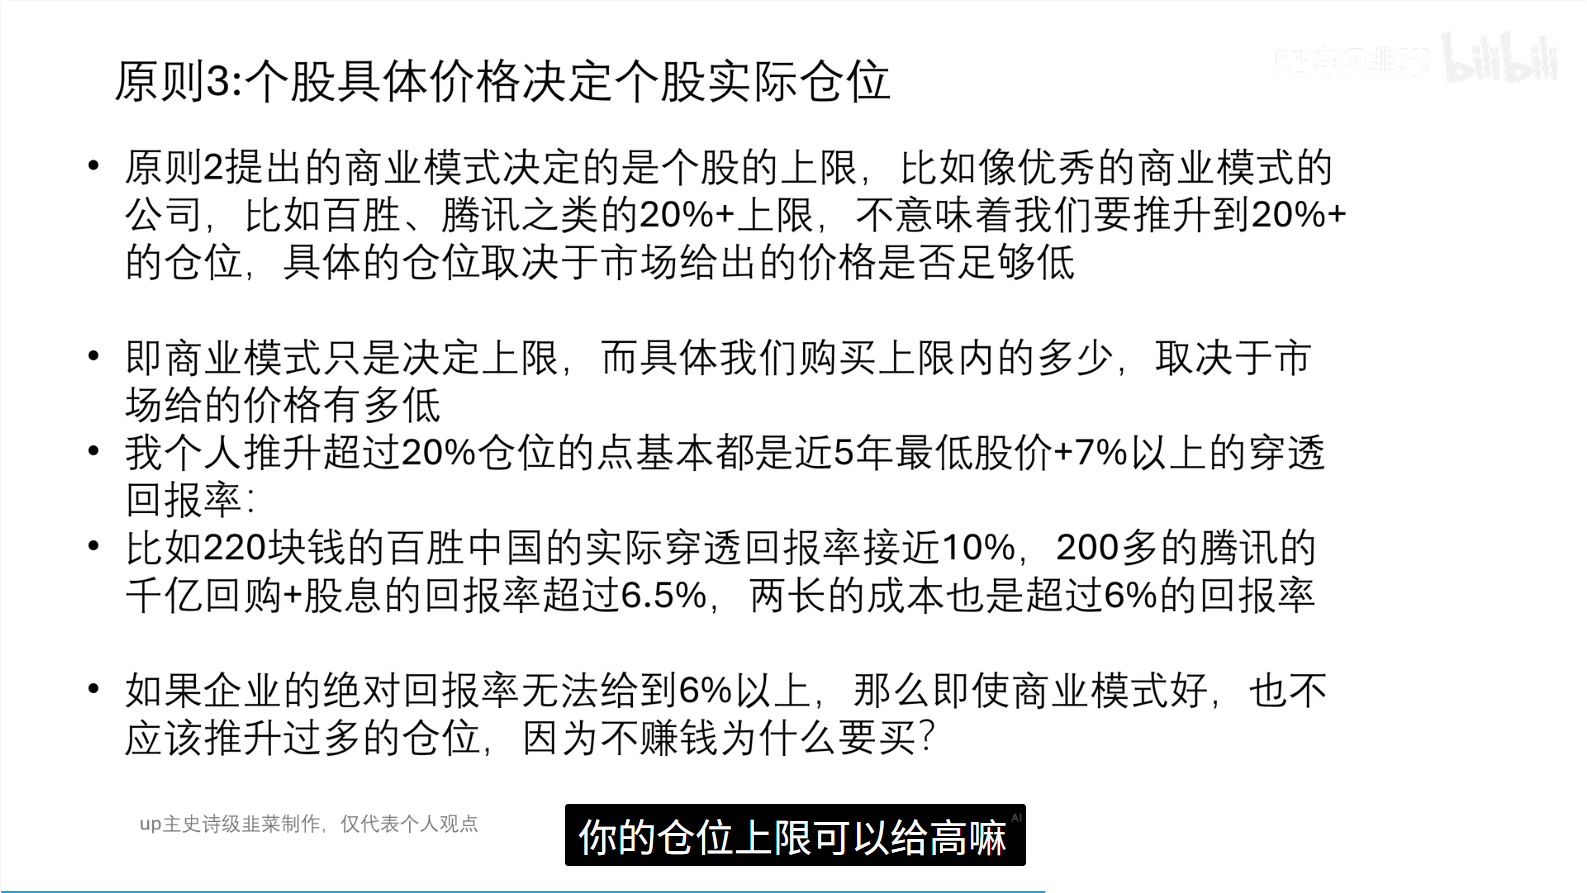 史诗级韭菜 bilibili
原则3:个股具体价格决定个股实际仓位
• 原则2提出的商业模式决定的是个股的上限，比如像优秀的商业模式的
公司，比如百胜、腾讯之类的20%+上限，不意味着我们要推升到20%+
的仓位，具体的仓位取决于市场给出的价格是否足够低
• 即商业模式只是决定上限，而具体我们购买上限内的多少，取决于市
场给的价格有多低
• 我个人推升超过20%仓位的点基本都是近5年最低股价+7%以上的穿透
回报率：
• 比如220块钱的百胜中国的实际穿透回报率接近10%，200多的腾讯的
千亿回购+股息的回报率超过6.5%，两长的成本也是超过6%的回报率
• 如果企业的绝对回报率无法给到6%以上，那么即使商业模式好，也不
应该推升过多的仓位，因为不赚钱为什么要买？
up主史诗级韭菜制作，仅代表个人观点
你的仓位上限可以给高嘛
AI